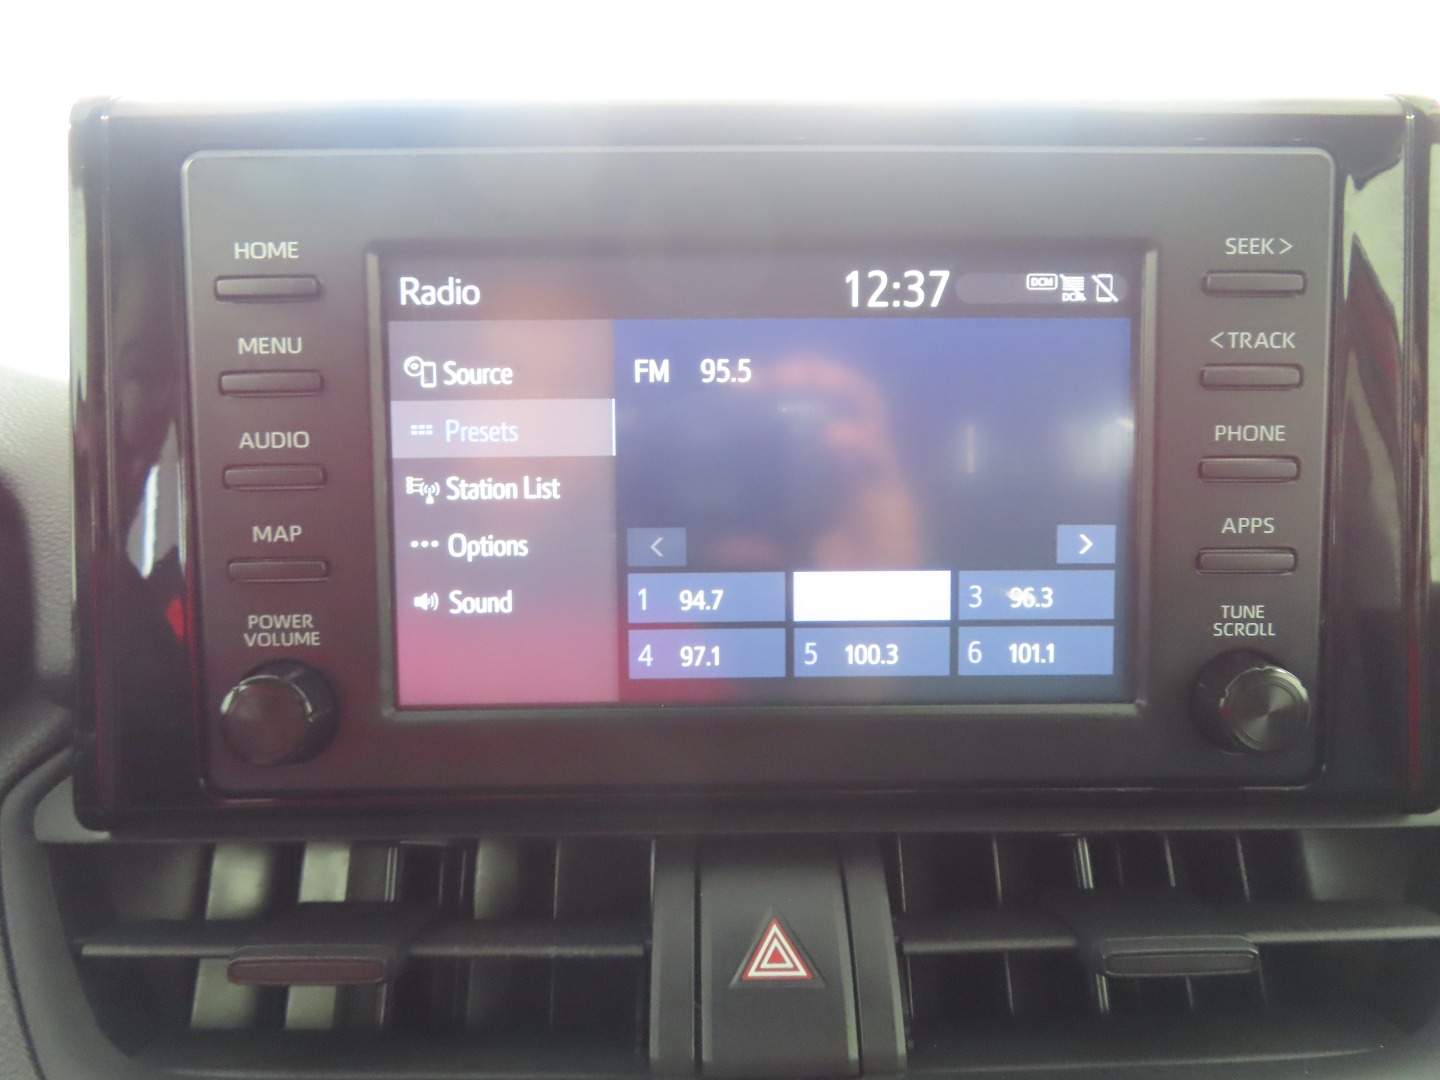 HOME
MENU
AUDIO
MAP
POWER
VOLUME
Radio
12:37
DCM
DCM
Source
Presets
Station List
Options
Sound
FM 95.5
<
>
1 94.7
3 96.3
4 97.1
5 100.3
6 101.1
SEEK >
< TRACK
PHONE
APPS
TUNE
SCROLL